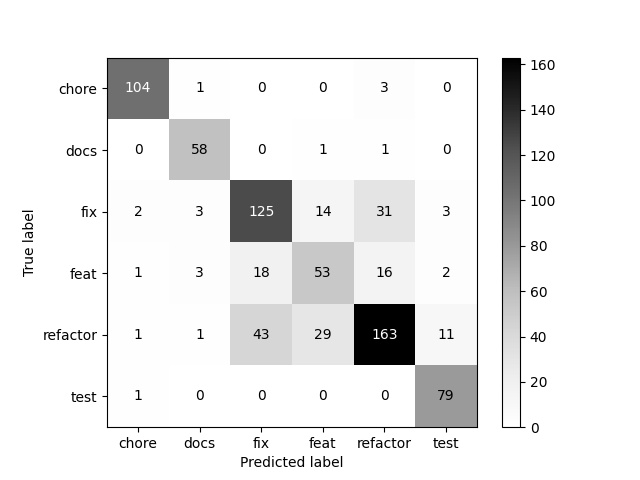 160
chore 104 1 0 0 3 0
140
docs 0 58 0 1 1 0
120
100
fix 2 3 125 14 31 3
80
True label
feat 1 3 18 53 16 2
60
40
refactor 1 1 43 29 163 11
20
test 1 0 0 0 0 79
0
chore docs fix feat refactor test
Predicted label